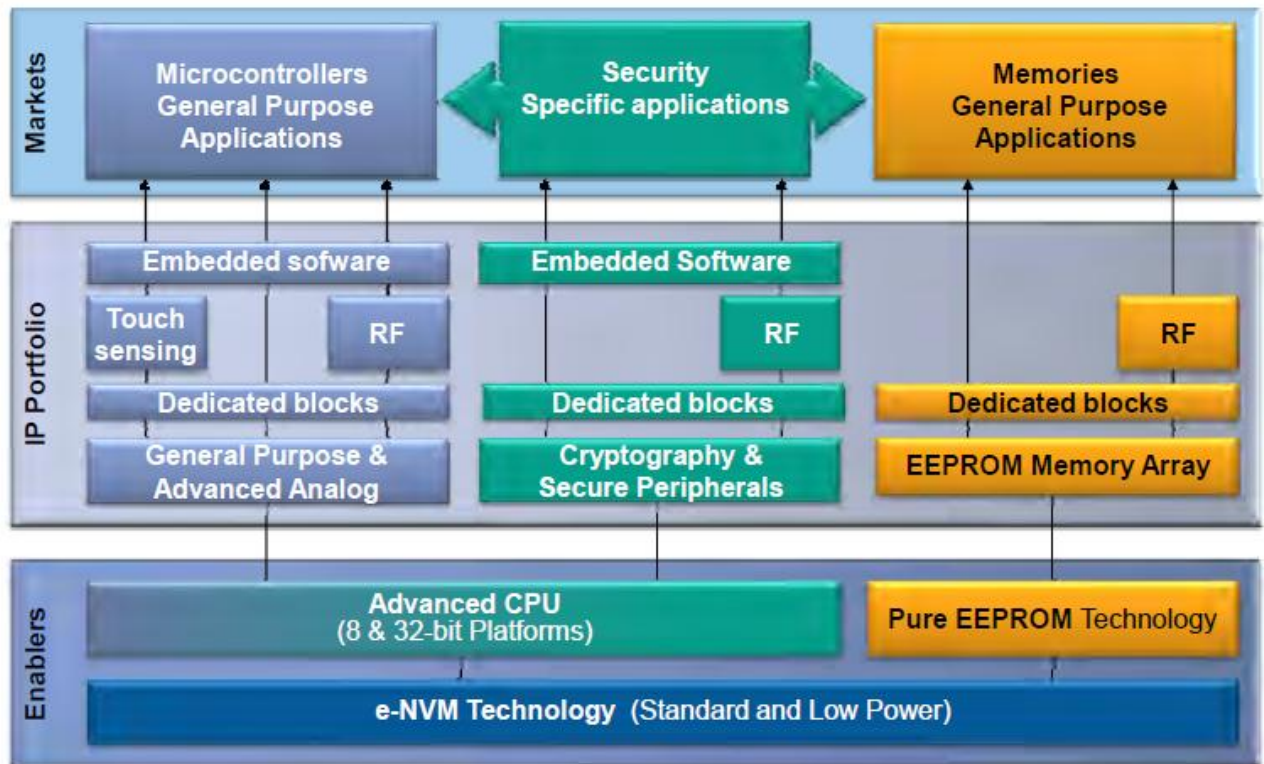 Markets
Microcontrollers
General Purpose
Applications
Security
Specific applications
Memories
General Purpose
Applications
IP Portfolio
Embedded sofware
Touch
sensing
RF
Dedicated blocks
General Purpose &
Advanced Analog
Embedded Software
RF
Dedicated blocks
Cryptography &
Secure Peripherals
RF
Dedicated blocks
EEPROM Memory Array
Enablers
Advanced CPU
(8 & 32-bit Platforms)
Pure EEPROM Technology
e-NVM Technology (Standard and Low Power)